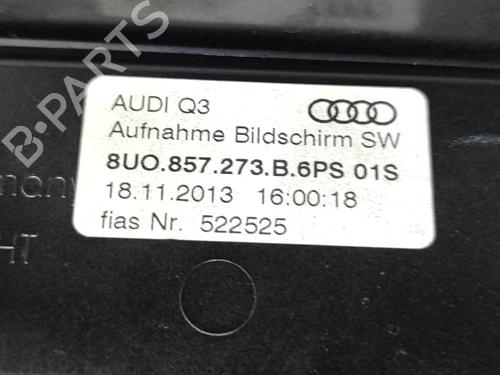 AUDI Q3
Aufnahme Bildschirm SW
8UO.857.273.B.6PS 01S
18.11.2013 16:00:18
fias Nr. 522525
B-Parts